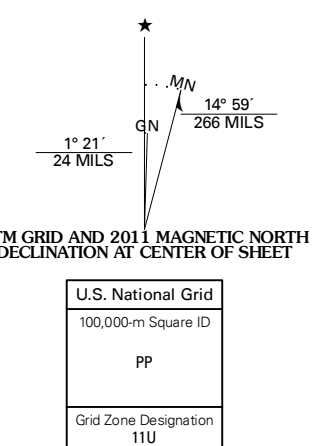 ★
MN
14° 59´
266 MILS
GN
1° 21´
24 MILS
TM GRID AND 2011 MAGNETIC NORTH
DECLINATION AT CENTER OF SHEET
U.S. National Grid
100,000-m Square ID
PP
Grid Zone Designation
11U